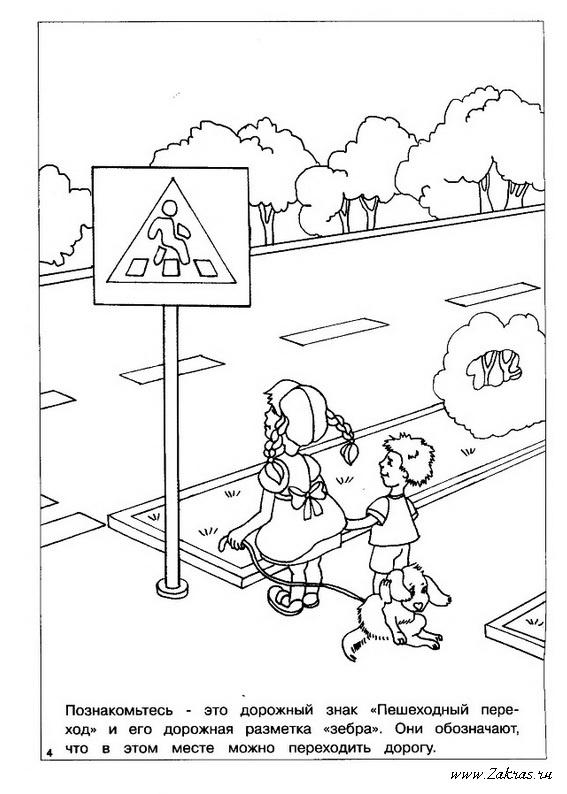 Познакомьтесь - это дорожный знак «Пешеходный пере-
ход» и его дорожная разметка «зебра». Они обозначают,
что в этом месте можно переходить дорогу.
4
www.Zakras.ru